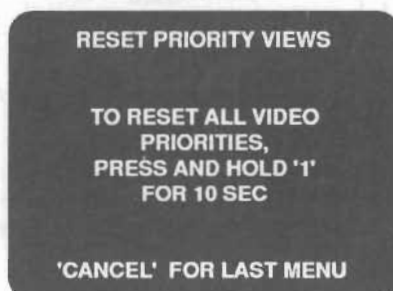 RESET PRIORITY VIEWS
TO RESET ALL VIDEO
PRIORITIES,
PRESS AND HOLD '1'
FOR 10 SEC
'CANCEL' FOR LAST MENU